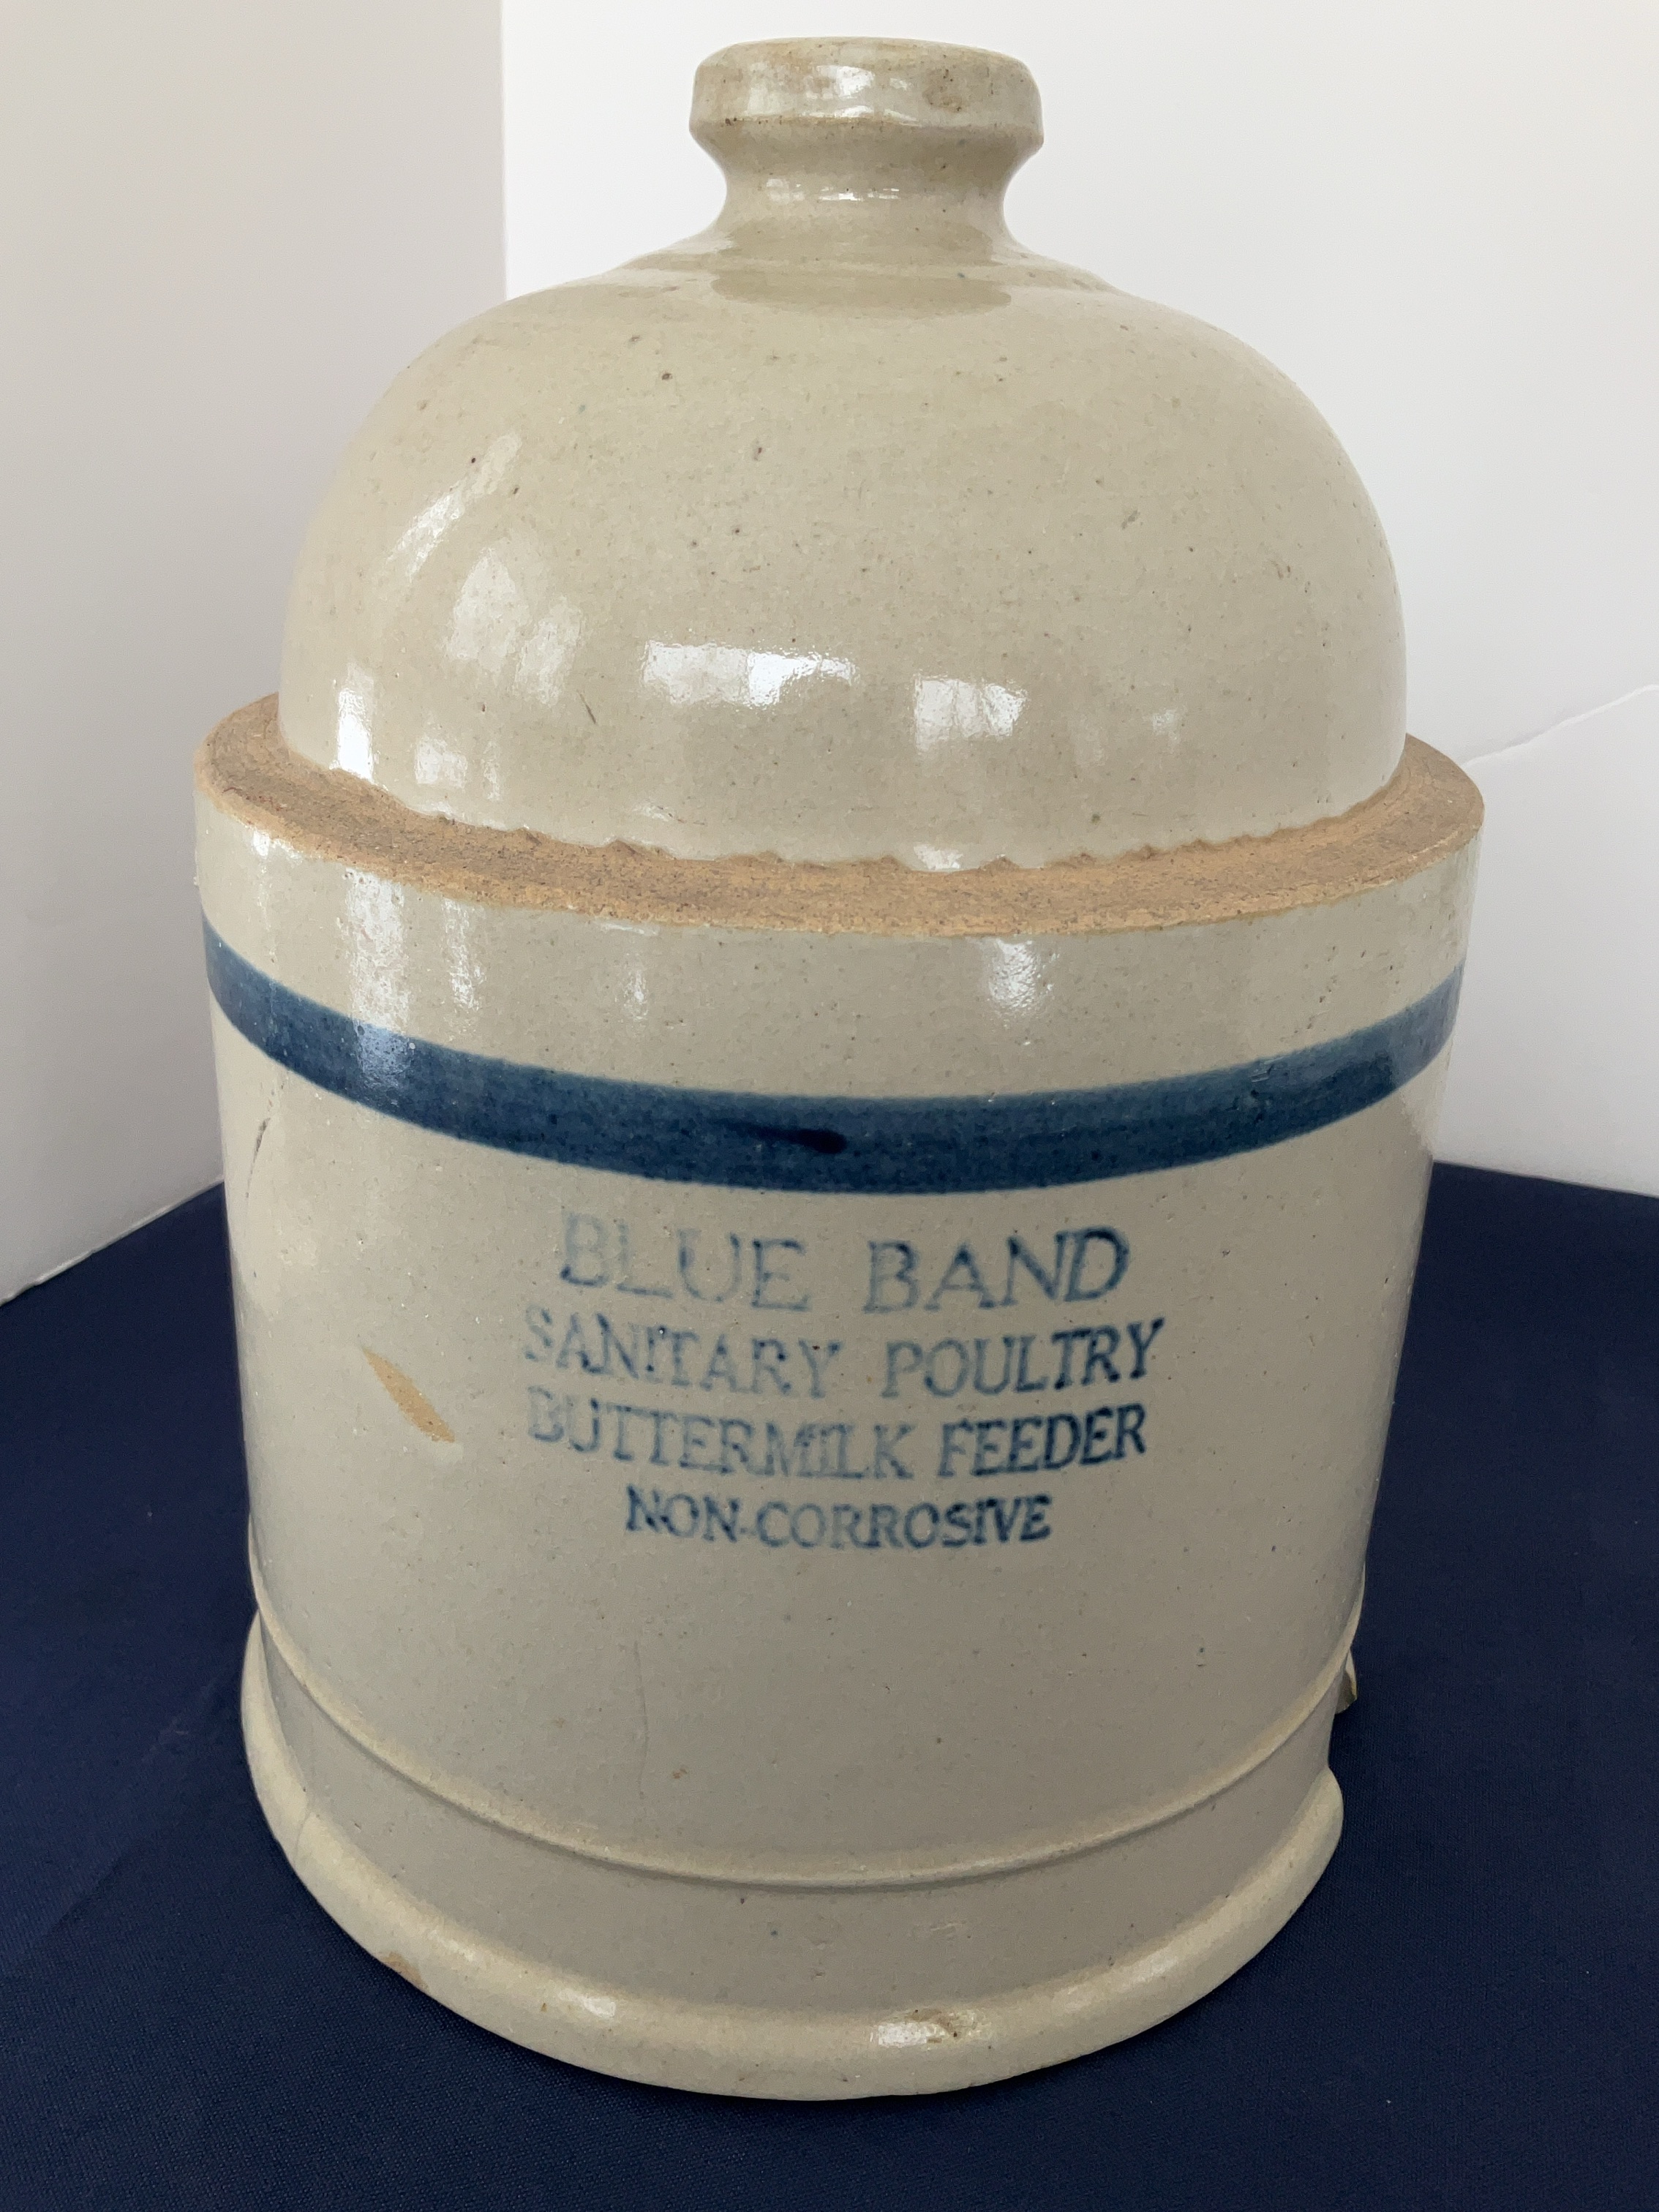 BLUE BAND
SANITARY POULTRY
BUTTERMILK FEEDER
NON-CORROSIVE